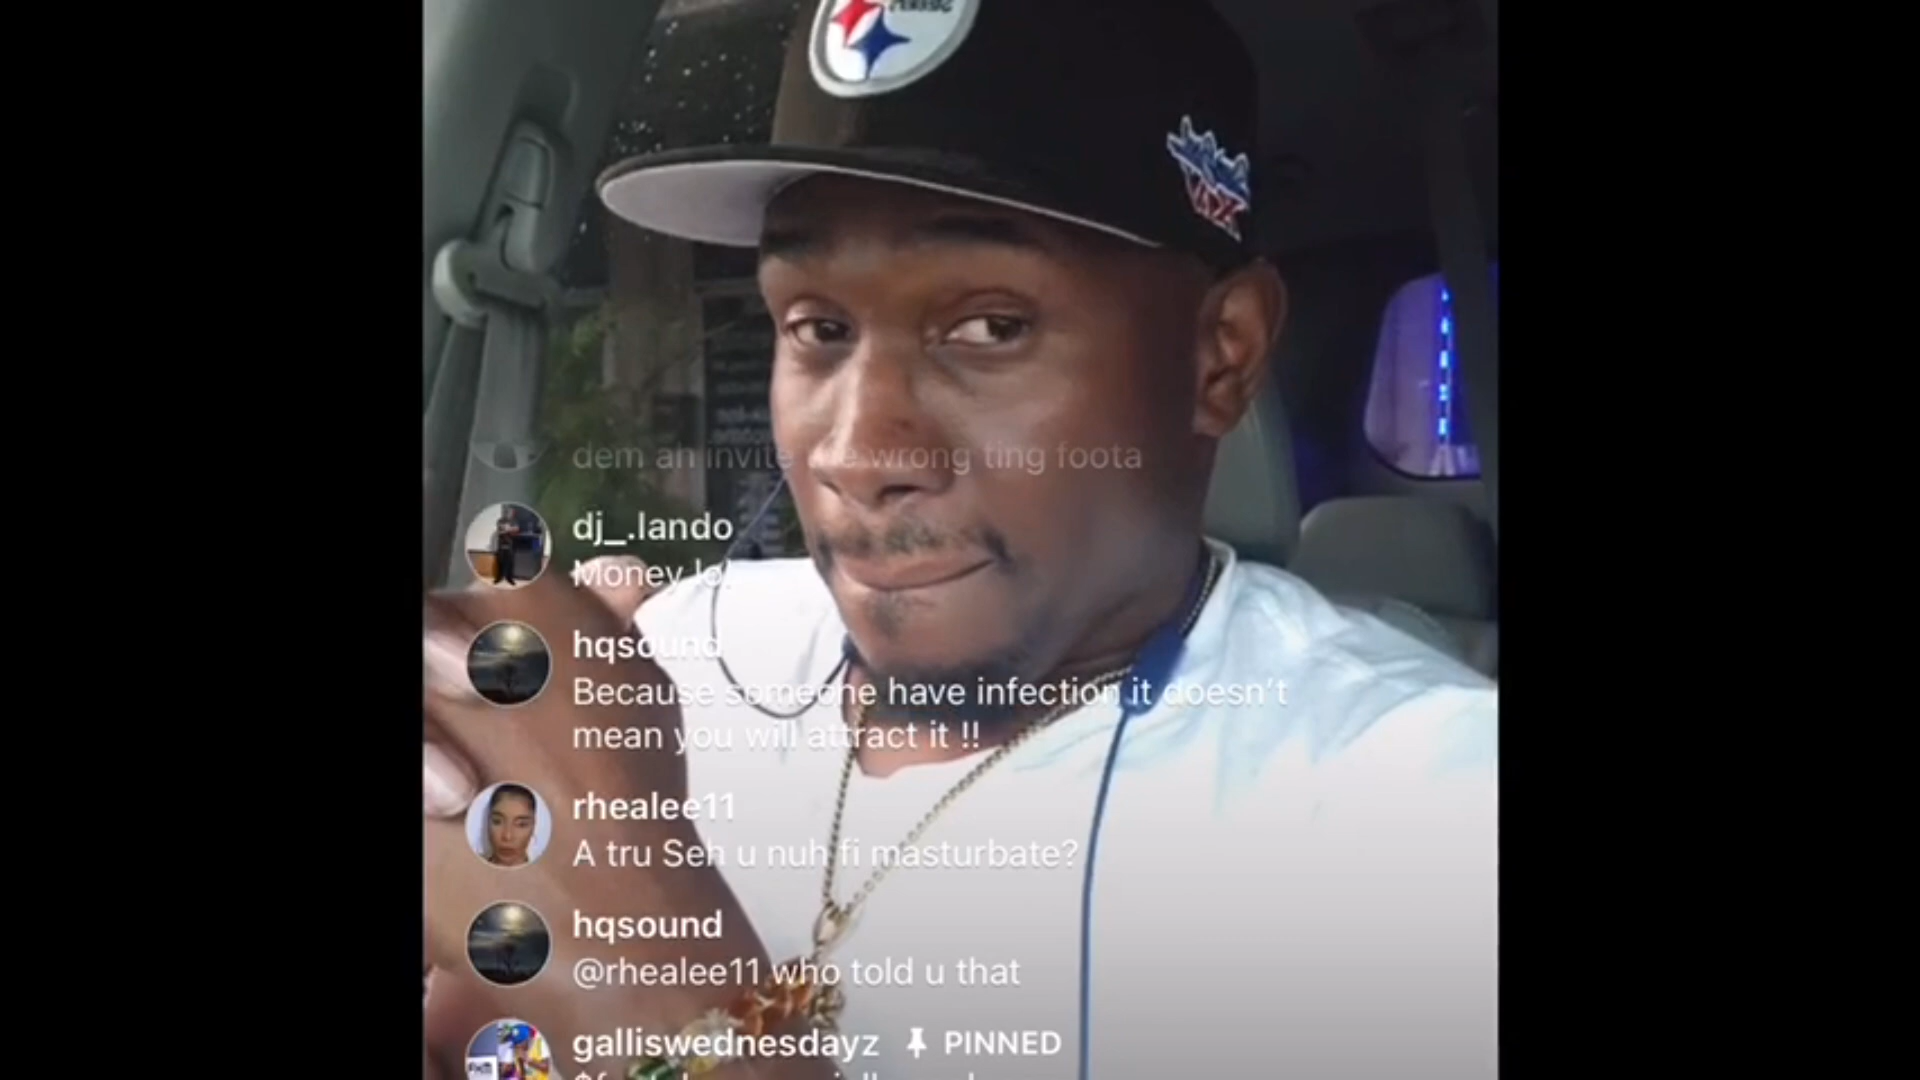 dem ah invite the wrong ting foota
dj_.lando
Money lol
hqsound
Because someone have infection it doesn't
mean you will attract it !!
rhealee11
A tru Seh u nuh fi masturbate?
hqsound
@rhealee11 who told u that
galliswednesdayz PINNED